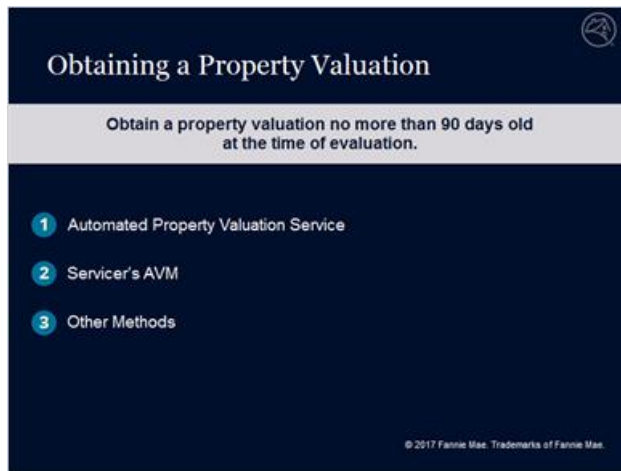 Obtaining a Property Valuation
Obtain a property valuation no more than 90 days old
at the time of evaluation.
1 Automated Property Valuation Service
2 Servicer's AVM
3 Other Methods
© 2017 Fannie Mae. Trademarks of Fannie Mae.